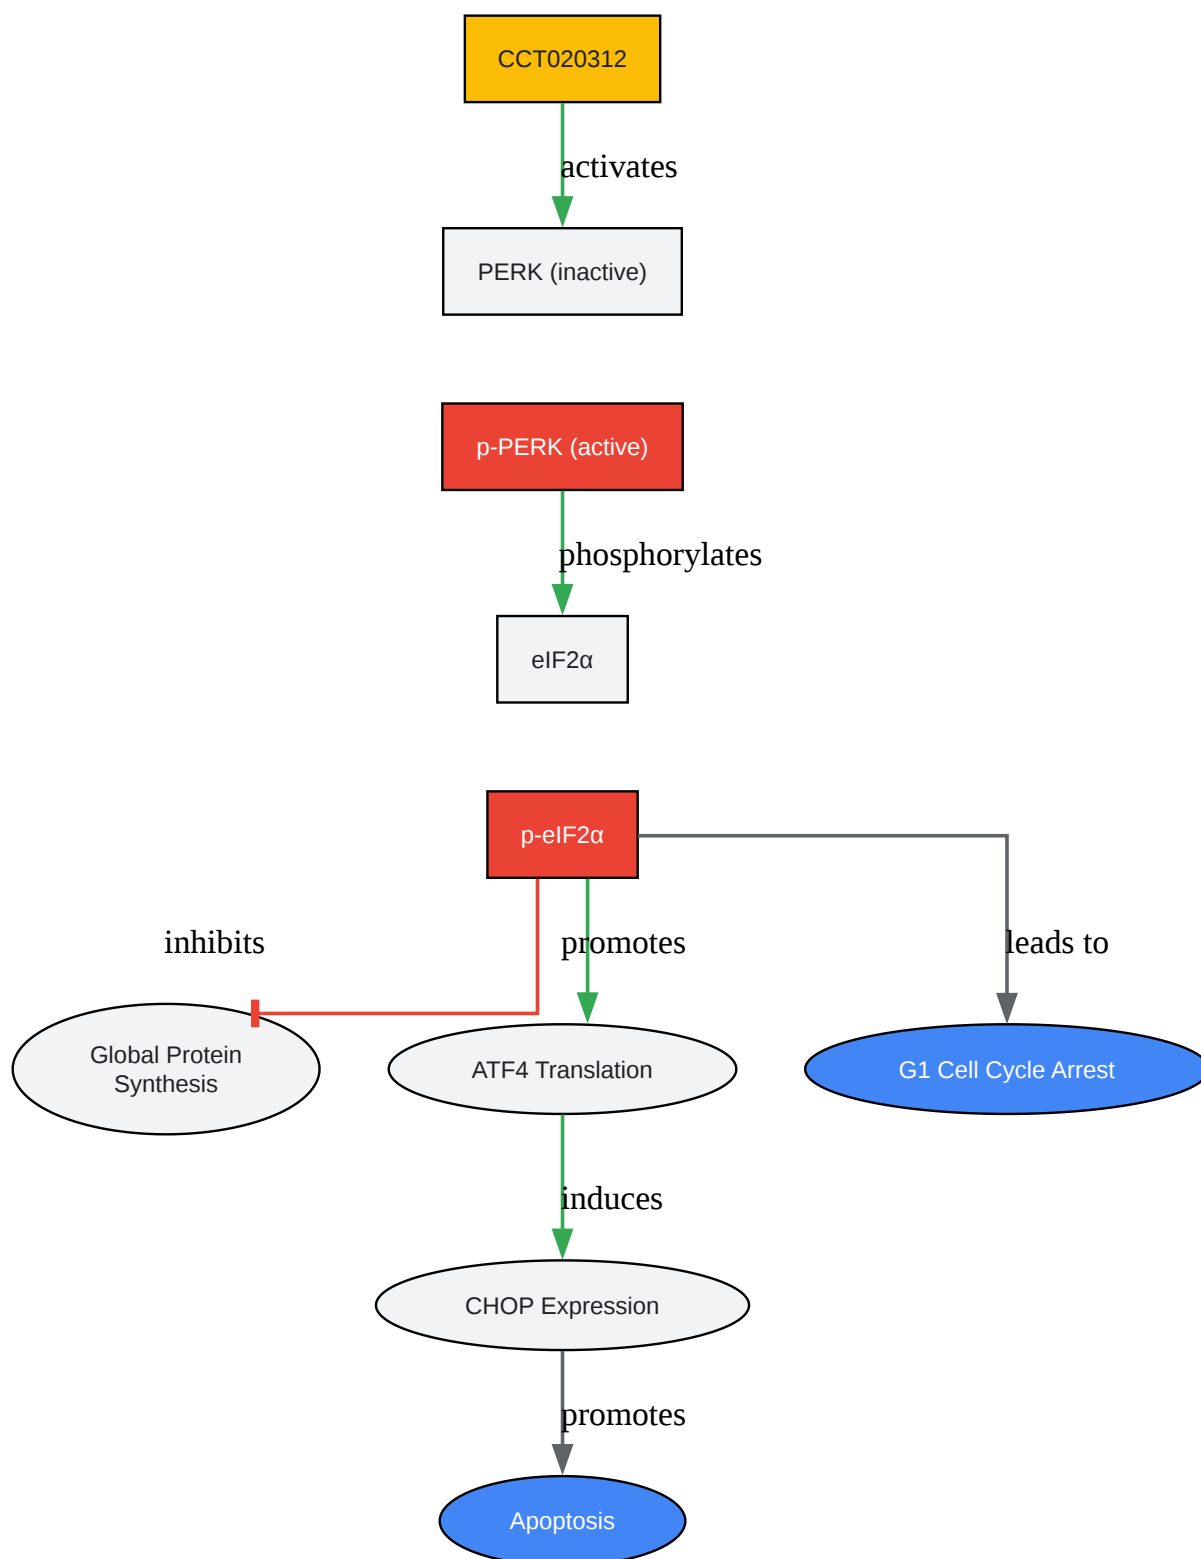 CCT020312
activates
PERK (inactive)
p-PERK (active)
phosphorylates
eIF2α
p-eIF2α
inhibits
promotes
leads to
Global Protein
Synthesis
ATF4 Translation
G1 Cell Cycle Arrest
induces
CHOP Expression
promotes
Apoptosis